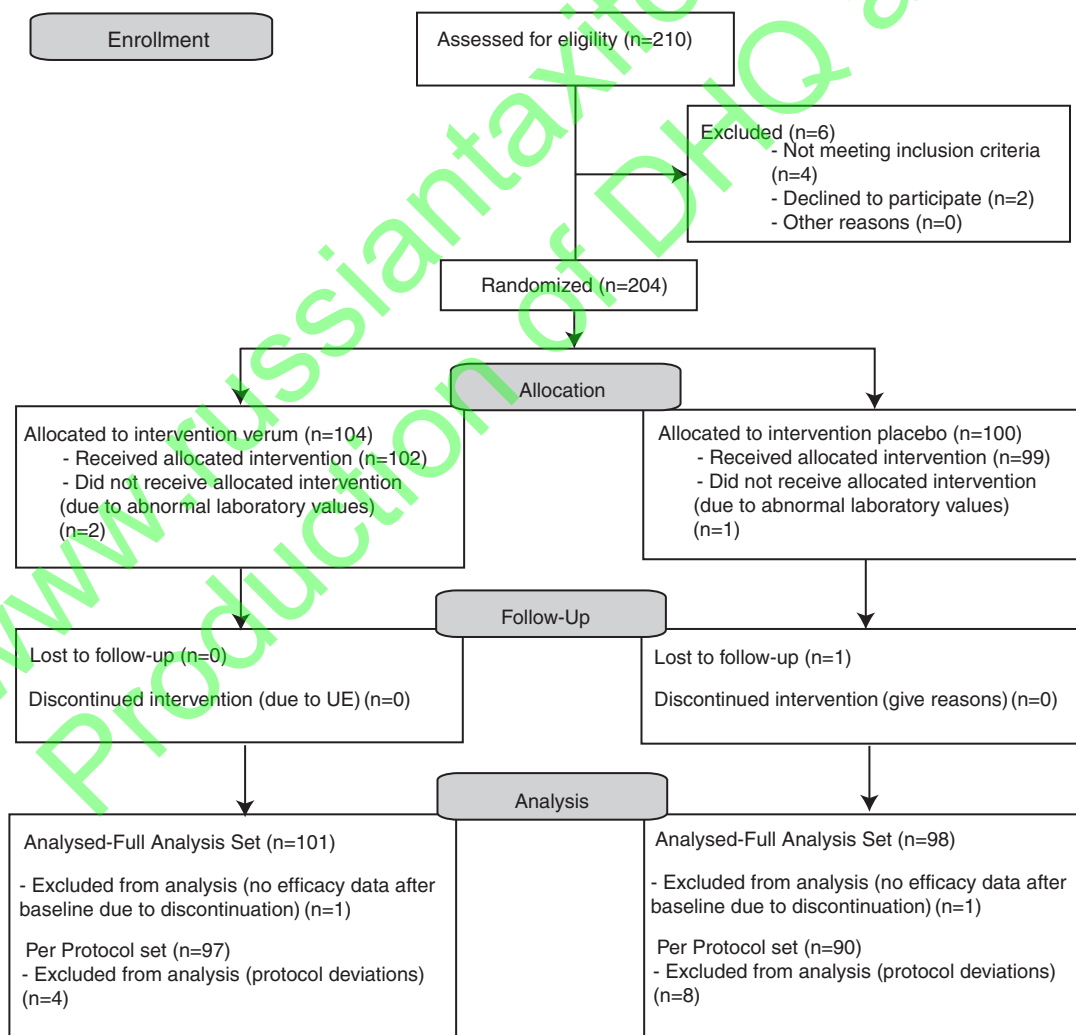 Enrollment
Assessed for eligibility (n=210)
Excluded (n=6)
- Not meeting inclusion criteria
(n=4)
- Declined to participate (n=2)
- Other reasons (n=0)
Randomized (n=204)
Allocation
Allocated to intervention verum (n=104)
- Received allocated intervention (n=102)
- Did not receive allocated intervention
(due to abnormal laboratory values)
(n=2)
Allocated to intervention placebo (n=100)
- Received allocated intervention (n=99)
- Did not receive allocated intervention
(due to abnormal laboratory values)
(n=1)
Follow-Up
Lost to follow-up (n=0)
Discontinued intervention (due to UE) (n=0)
Lost to follow-up (n=1)
Discontinued intervention (give reasons) (n=0)
Analysis
Analysed-Full Analysis Set (n=101)
- Excluded from analysis (no efficacy data after
baseline due to discontinuation) (n=1)
Per Protocol set (n=97)
- Excluded from analysis (protocol deviations)
(n=4)
Analysed-Full Analysis Set (n=98)
- Excluded from analysis (no efficacy data after
baseline due to discontinuation) (n=1)
Per Protocol set (n=90)
- Excluded from analysis (protocol deviations)
(n=8)
Production of DHQ